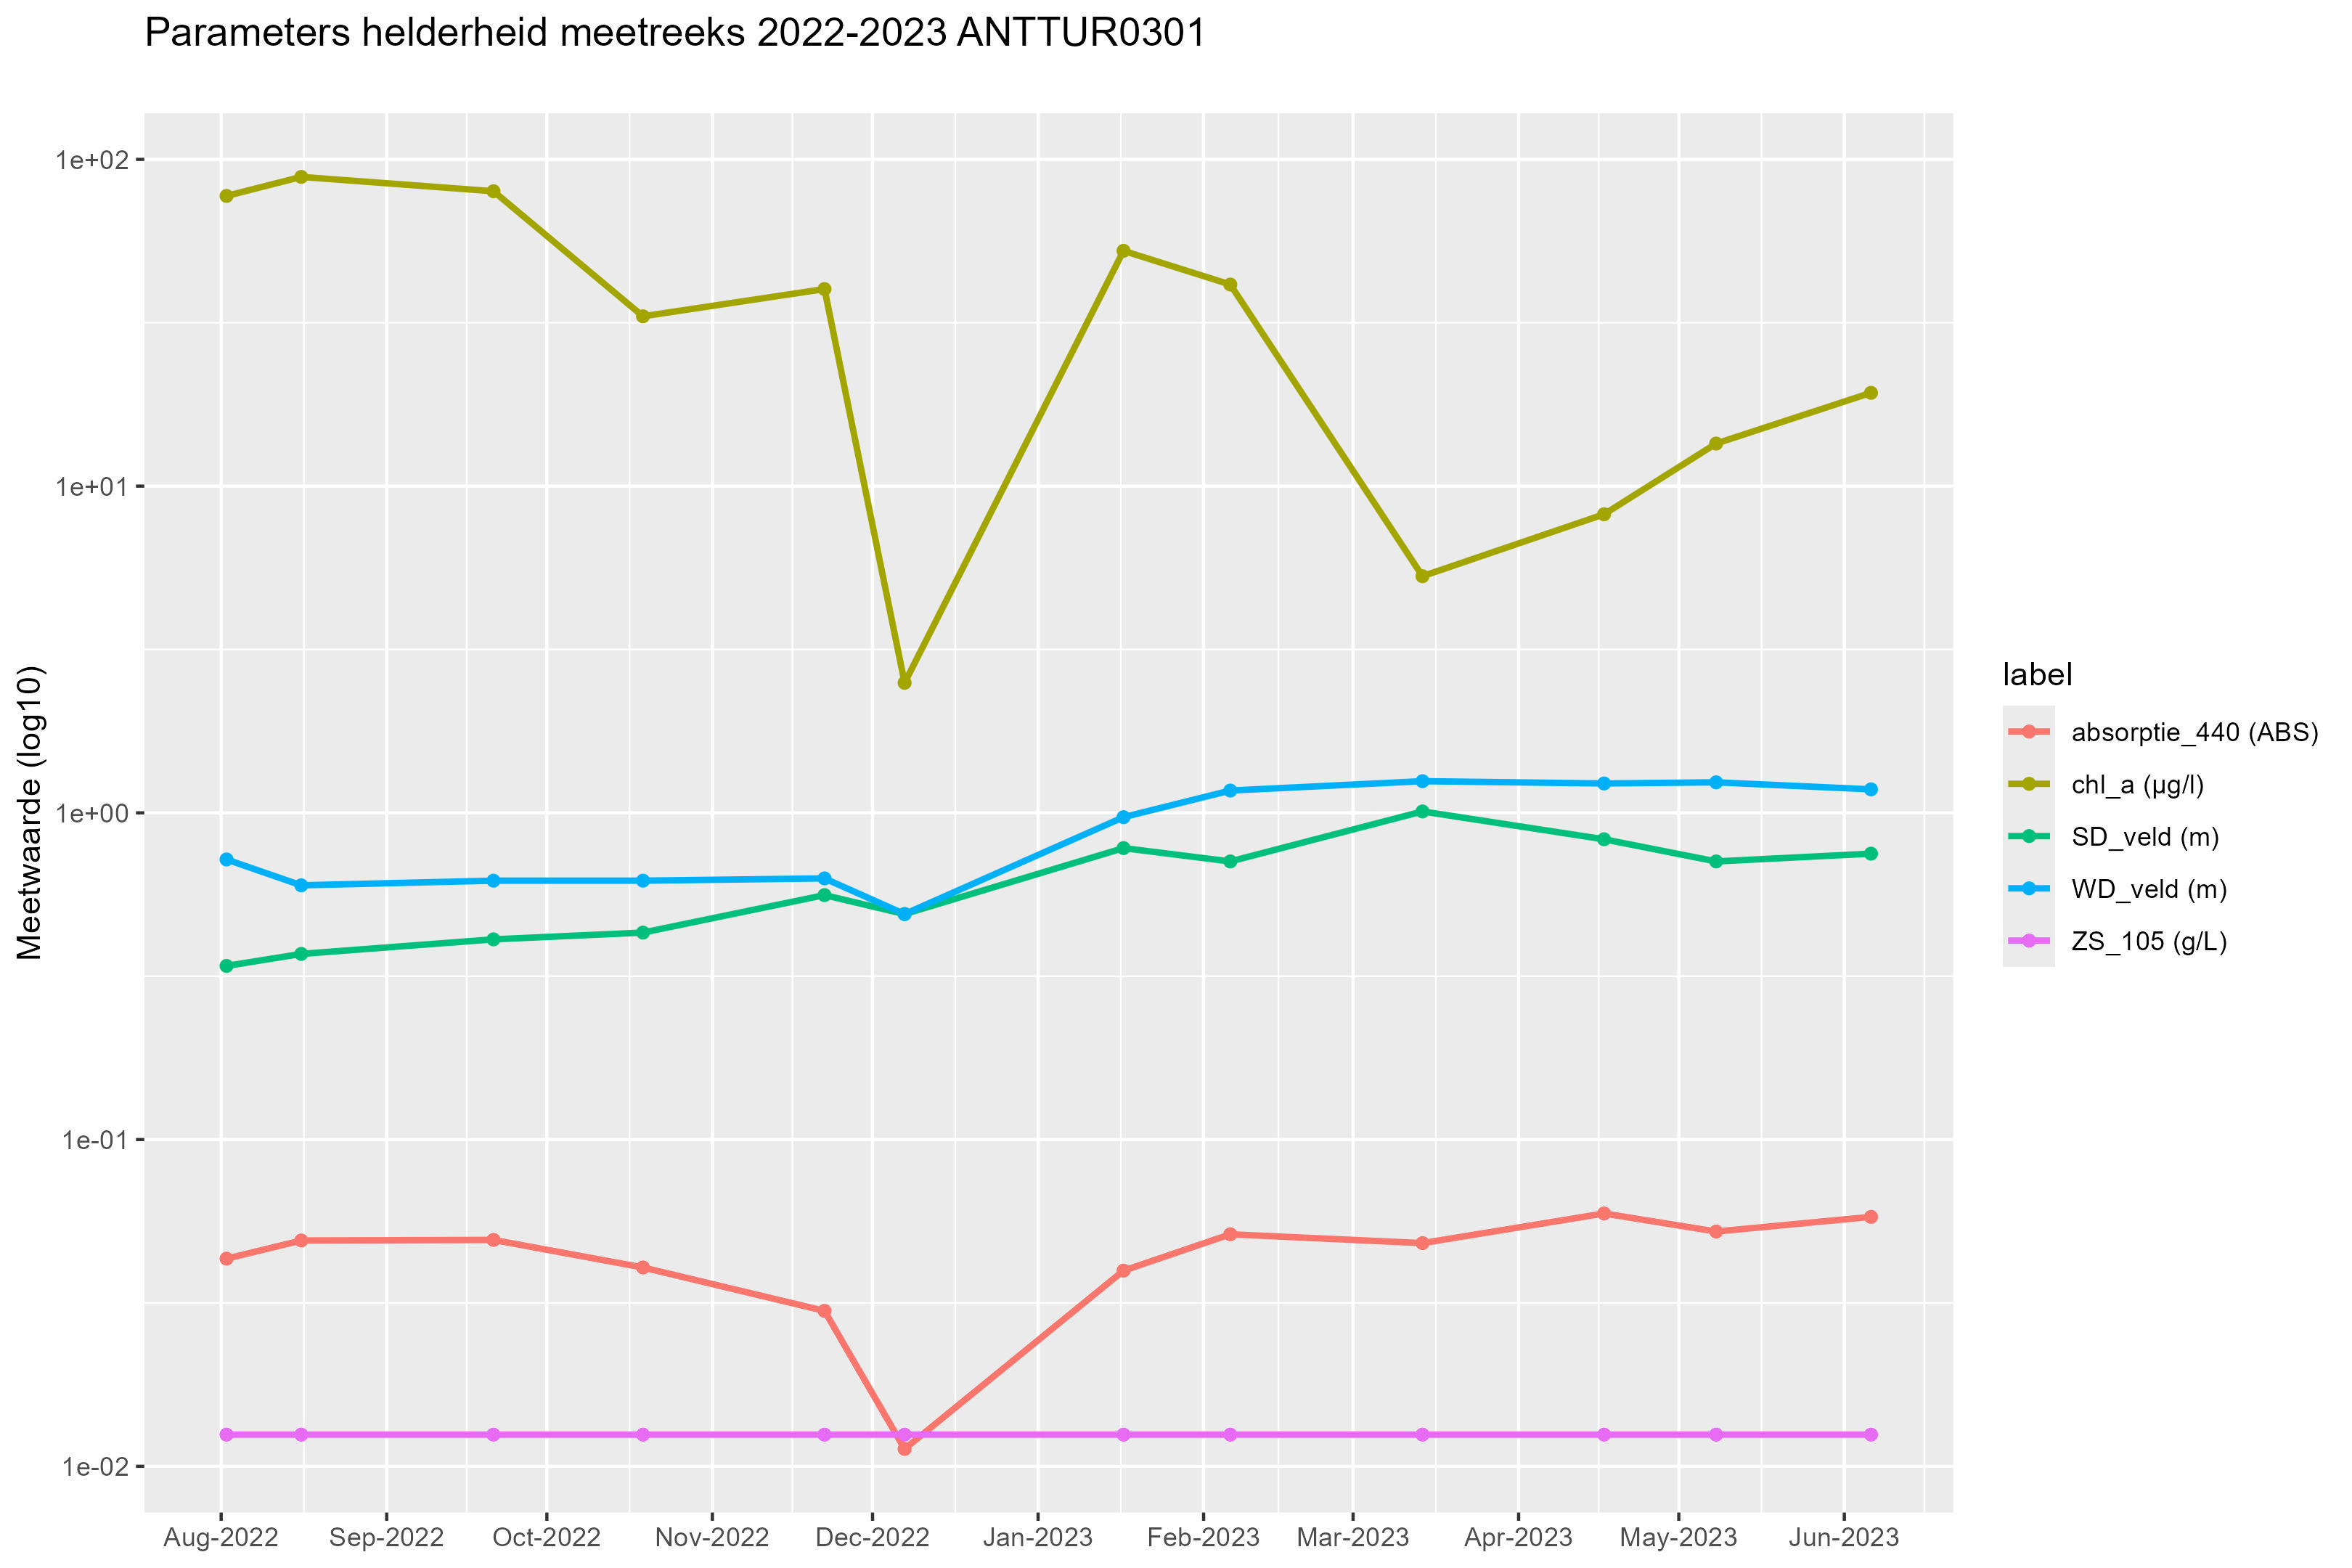 Parameters helderheid meetreeks 2022-2023 ANTTUR0301
Meetwaarde (log10)
1e+02
1e+01
1e+00
1e-01
1e-02
Aug-2022 Sep-2022 Oct-2022 Nov-2022 Dec-2022 Jan-2023 Feb-2023 Mar-2023 Apr-2023 May-2023 Jun-2023
label
absorptie_440 (ABS)
chl_a (µg/l)
SD_veld (m)
WD_veld (m)
ZS_105 (g/L)